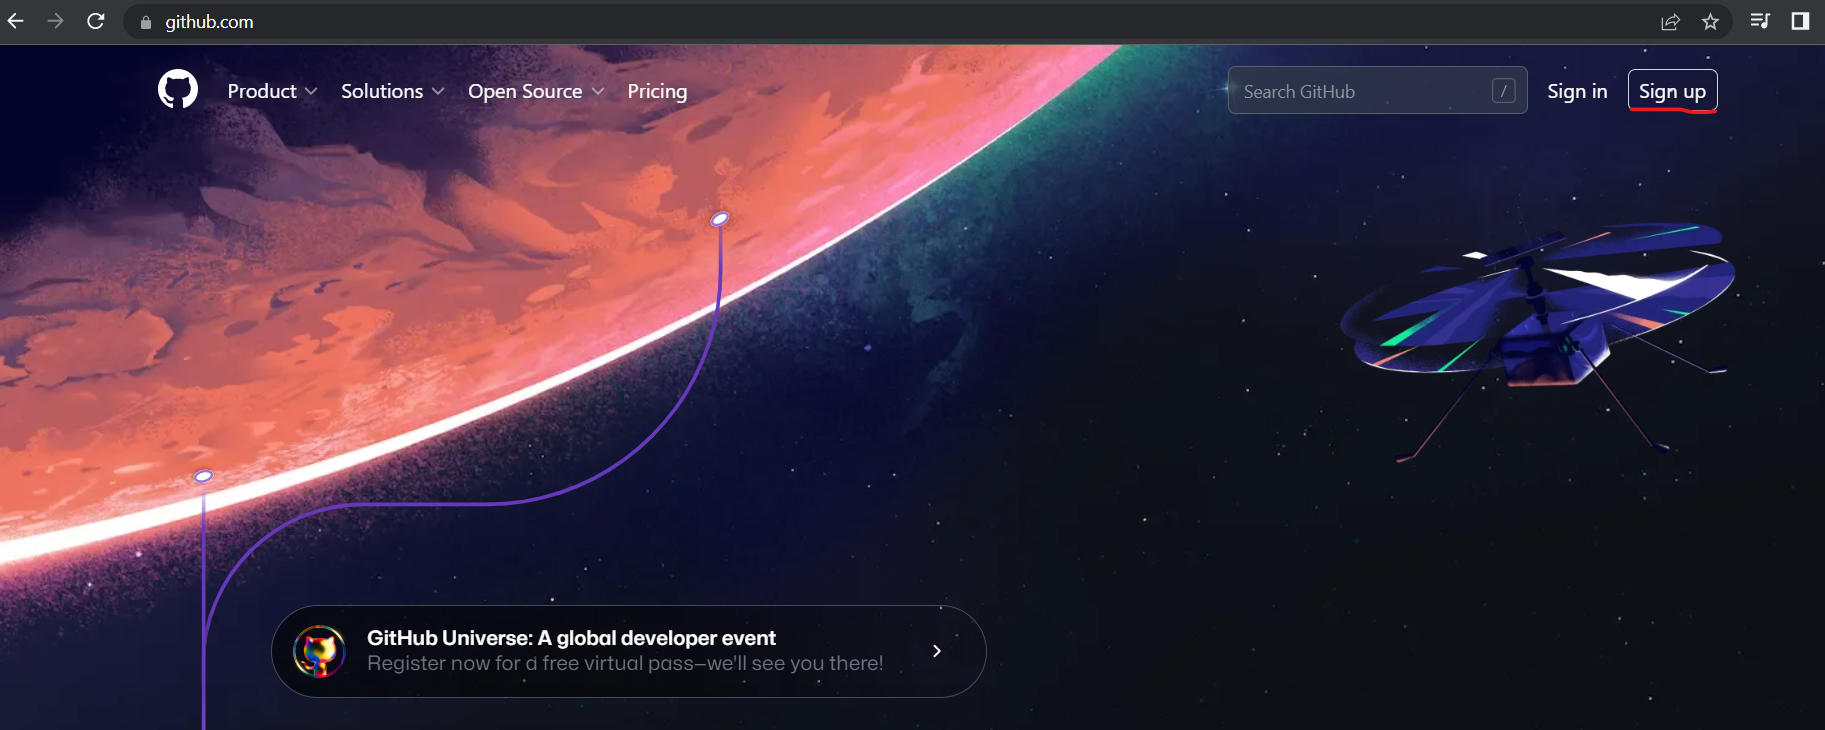 github.com
Product Solutions Open Source Pricing Search GitHub / Sign in Sign up
GitHub Universe: A global developer event
Register now for a free virtual pass—we'll see you there!